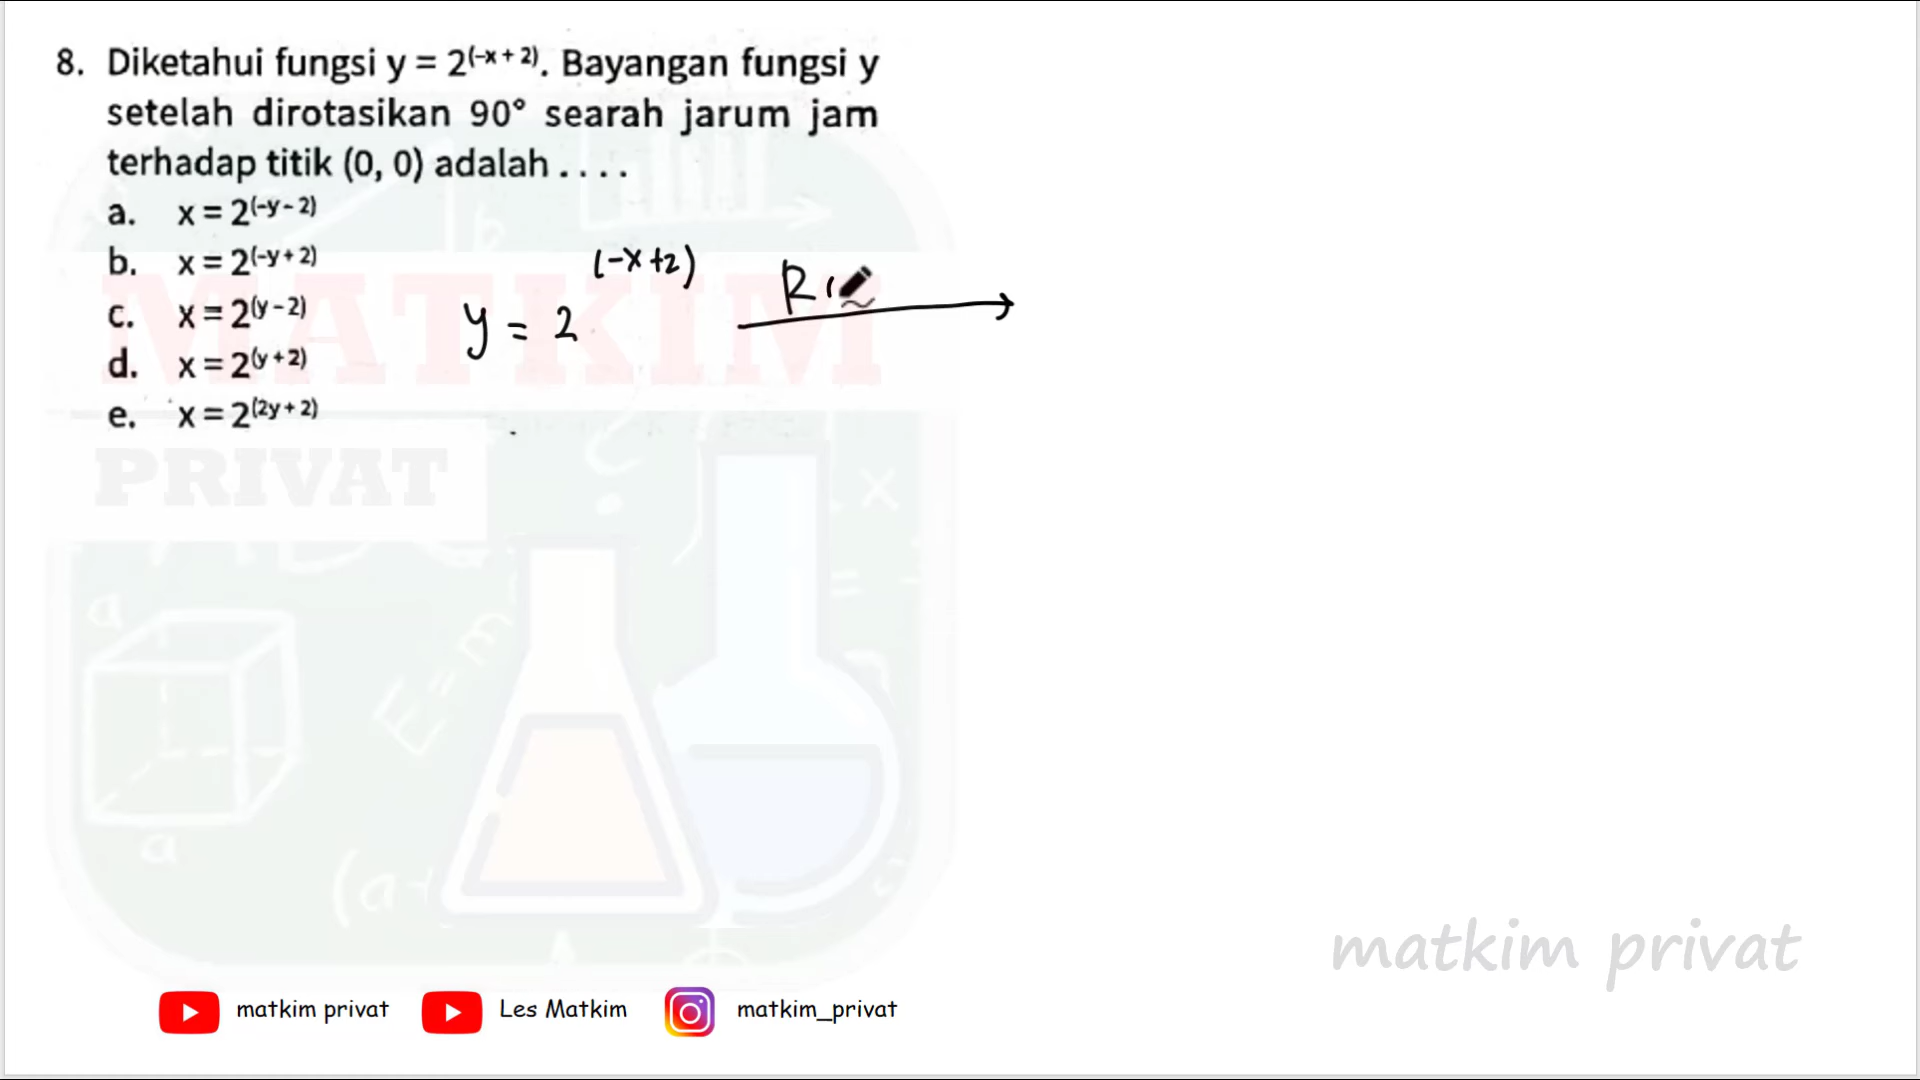 8. Diketahui fungsi y = 2^(-x + 2). Bayangan fungsi y
setelah dirotasikan 90° searah jarum jam
terhadap titik (0, 0) adalah . . . .
a. x = 2^(-y - 2)
b. x = 2^(-y + 2)
c. x = 2^(y - 2)
d. x = 2^(y + 2)
e. x = 2^(2y + 2)
y = 2^(-x+2) R(
MATKIM
PRIVAT
matkim privat
matkim privat Les Matkim matkim_privat